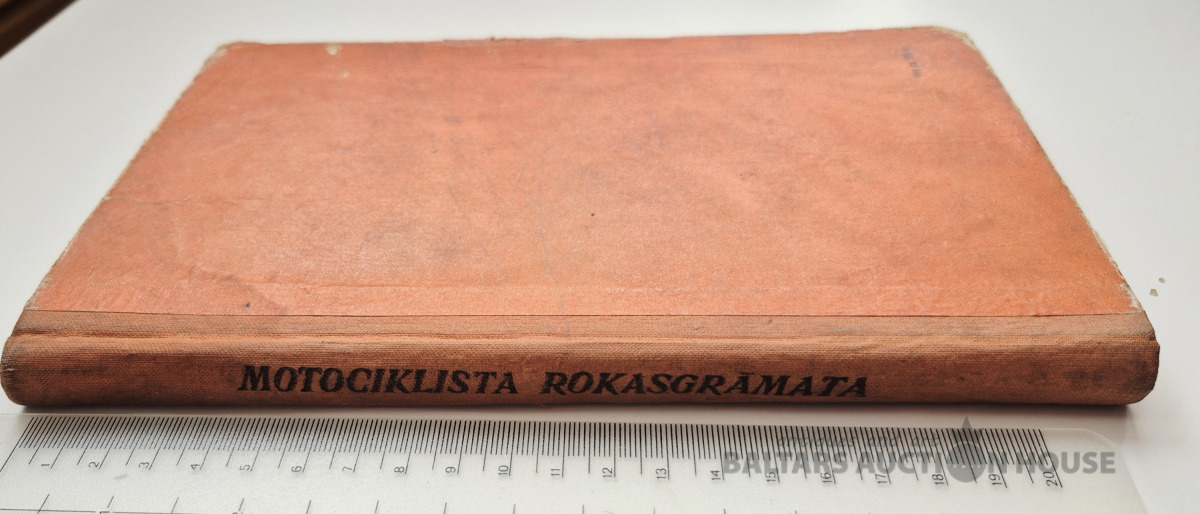 MOTOCIKLISTA ROKASGRĀMATA
1 2 3 4 5 6 7 8 9 10 11 12 13 14 15 16 17 18 19 20
BALTARS AUCTION HOUSE